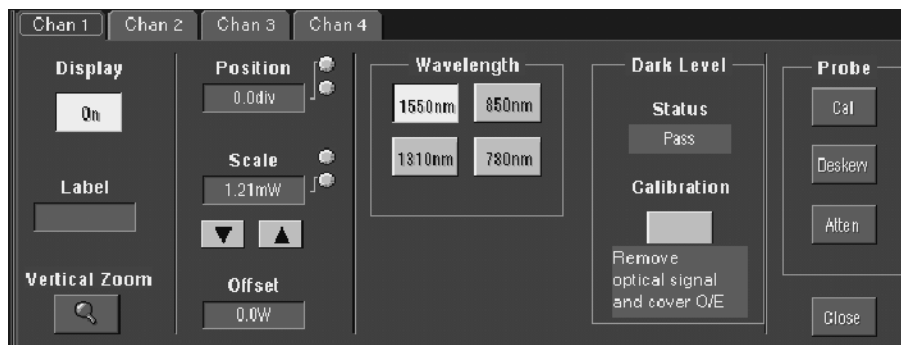 Chan 1 Chan 2 Chan 3 Chan 4
Display
On
Label
Vertical Zoom
Position
0.0div
Scale
1.21mW
Offset
0.0W
Wavelength
1550nm 850nm
1310nm 780nm
Dark Level
Status
Pass
Calibration
Remove
optical signal
and cover O/E
Probe
Cal
Deskew
Atten
Close